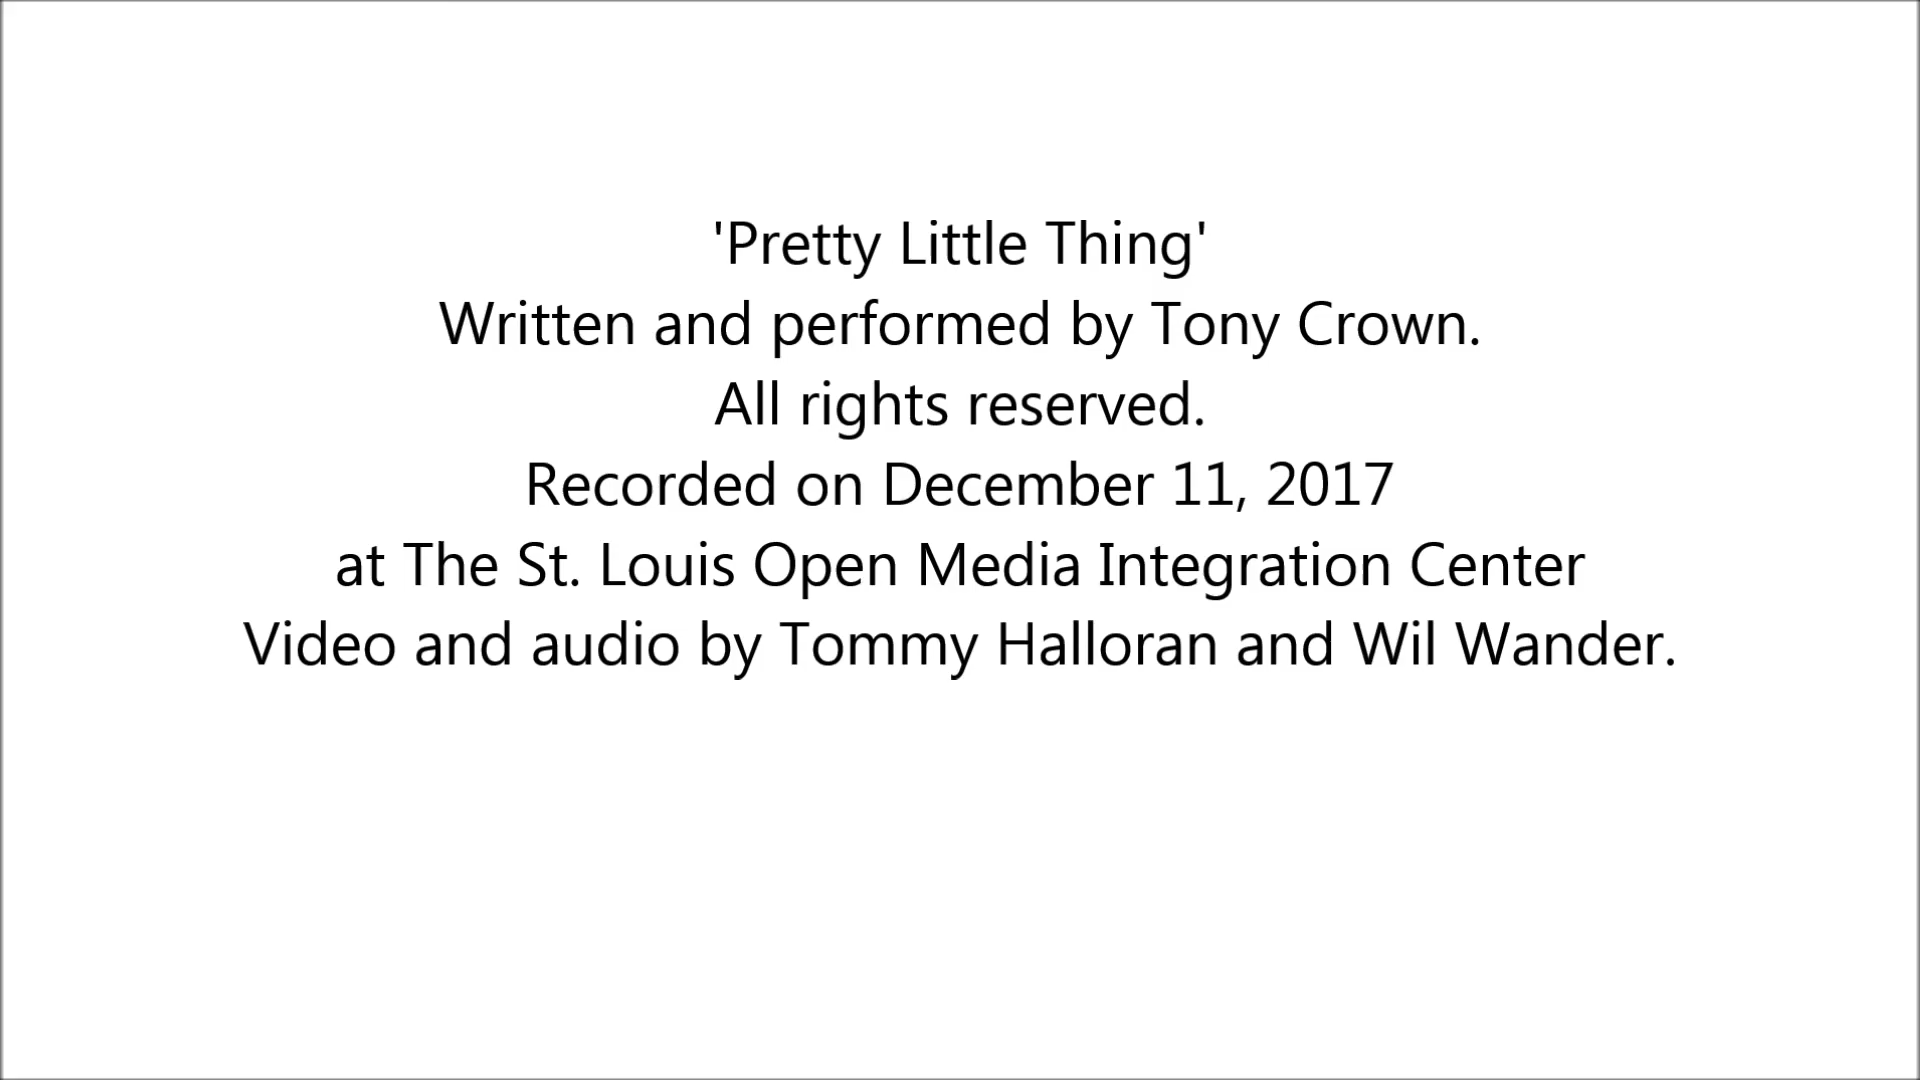 'Pretty Little Thing'
Written and performed by Tony Crown.
All rights reserved.
Recorded on December 11, 2017
at The St. Louis Open Media Integration Center
Video and audio by Tommy Halloran and Wil Wander.